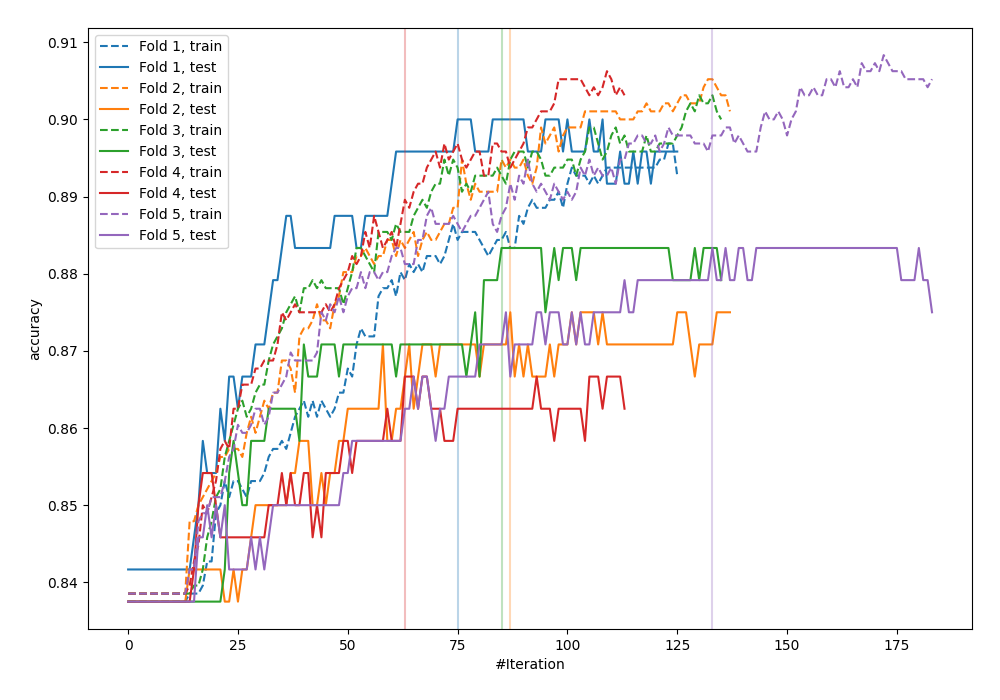 0.91
0.90
0.89
0.88
0.87
0.86
0.85
0.84
accuracy
Fold 1, train
Fold 1, test
Fold 2, train
Fold 2, test
Fold 3, train
Fold 3, test
Fold 4, train
Fold 4, test
Fold 5, train
Fold 5, test
0 25 50 75 100 125 150 175
#Iteration